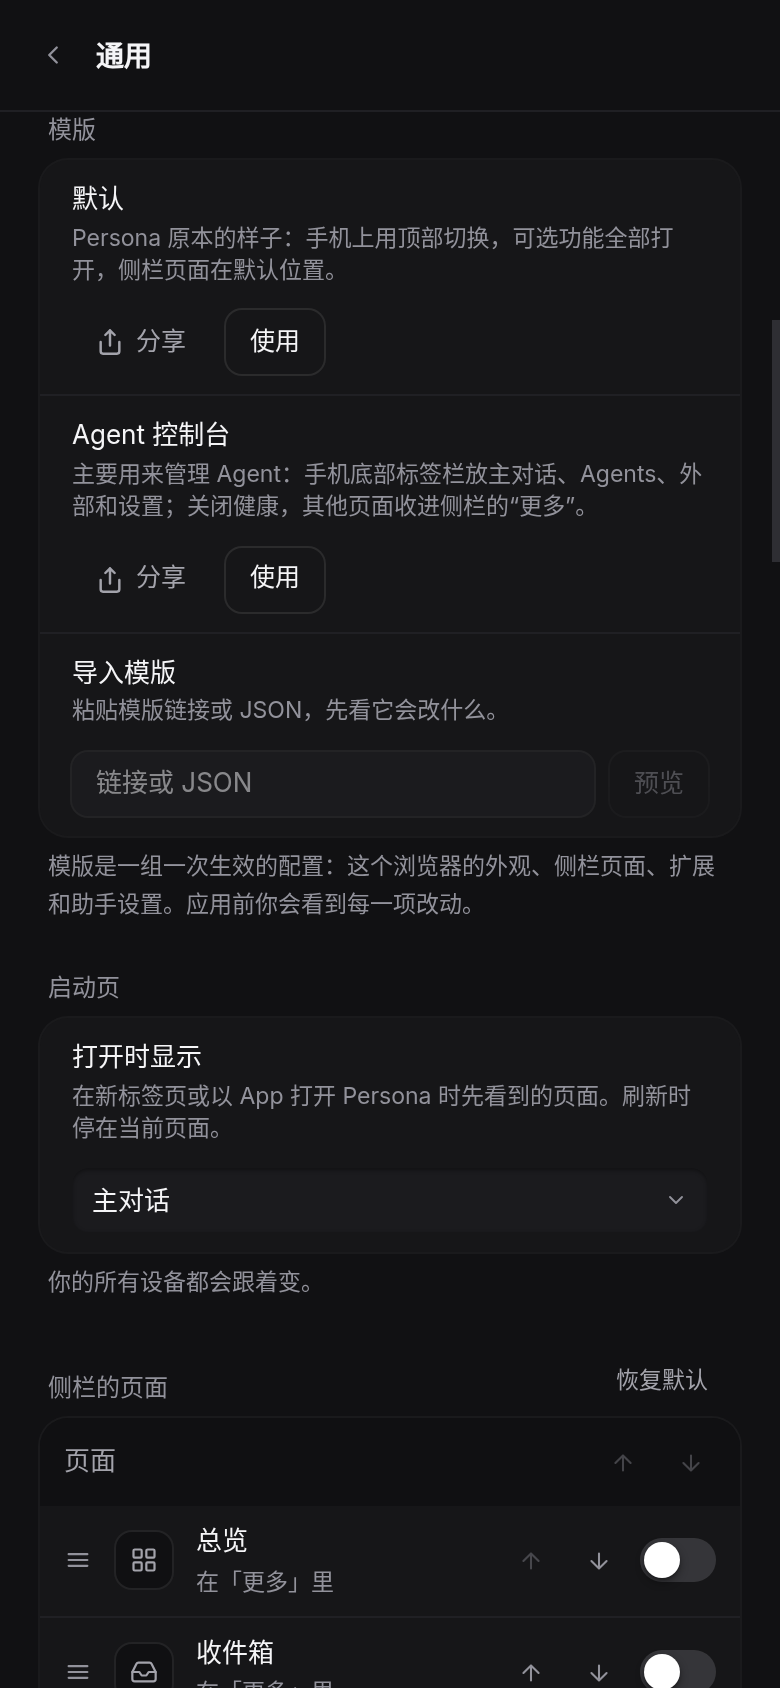 通用
模版
默认
Persona 原本的样子：手机上用顶部切换，可选功能全部打
开，侧栏页面在默认位置。
分享
使用
Agent 控制台
主要用来管理 Agent：手机底部标签栏放主对话、Agents、外
部和设置；关闭健康，其他页面收进侧栏的“更多”。
分享
使用
导入模版
粘贴模版链接或 JSON，先看它会改什么。
链接或 JSON
预览
模版是一组一次生效的配置：这个浏览器的外观、侧栏页面、扩展
和助手设置。应用前你会看到每一项改动。
启动页
打开时显示
在新标签页或以 App 打开 Persona 时先看到的页面。刷新时
停在当前页面。
主对话
你的所有设备都会跟着变。
侧栏的页面
恢复默认
页面
总览
在「更多」里
收件箱
在「更多」里